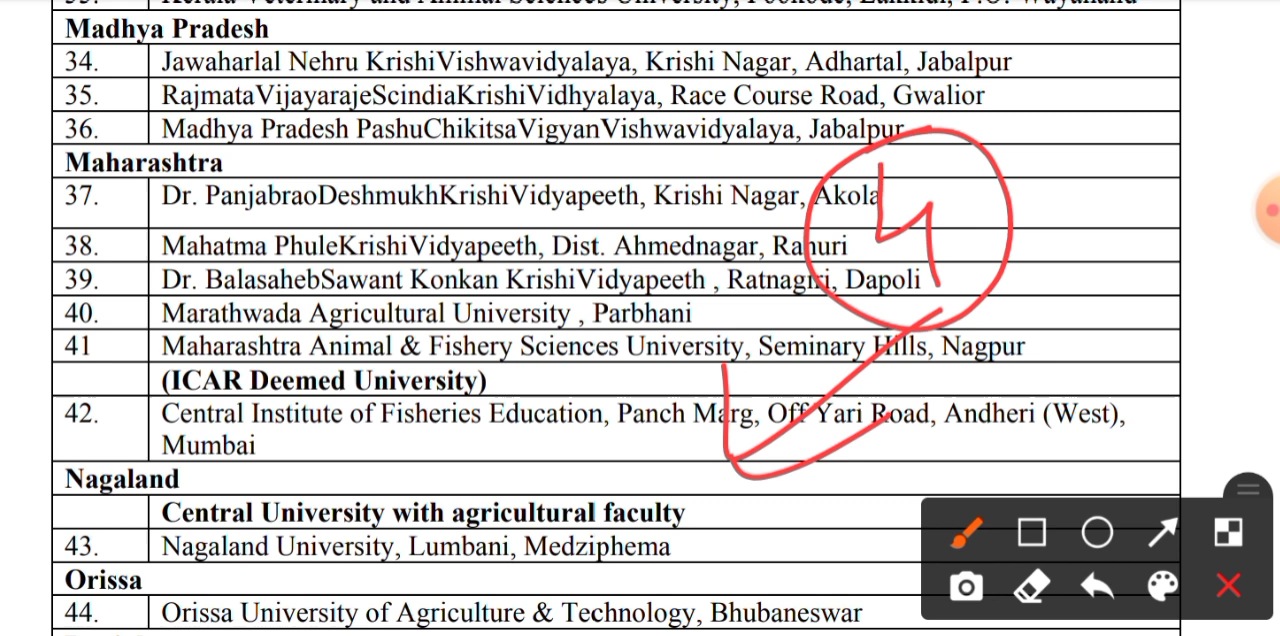 Madhya Pradesh
34. Jawaharlal Nehru KrishiVishwavidyalaya, Krishi Nagar, Adhartal, Jabalpur
35. RajmataVijayarajeScindiaKrishiVidhyalaya, Race Course Road, Gwalior
36. Madhya Pradesh PashuChikitsaVigyanVishwavidyalaya, Jabalpur
Maharashtra
37. Dr. PanjabraoDeshmukhKrishiVidyapeeth, Krishi Nagar, Akola
38. Mahatma PhuleKrishiVidyapeeth, Dist. Ahmednagar, Rahuri
39. Dr. BalasahebSawant Konkan KrishiVidyapeeth , Ratnagiri, Dapoli
40. Marathwada Agricultural University , Parbhani
41 Maharashtra Animal & Fishery Sciences University, Seminary Hills, Nagpur
(ICAR Deemed University)
42. Central Institute of Fisheries Education, Panch Marg, Off Yari Road, Andheri (West),
Mumbai
Nagaland
Central University with agricultural faculty
43. Nagaland University, Lumbani, Medziphema
Orissa
44. Orissa University of Agriculture & Technology, Bhubaneswar